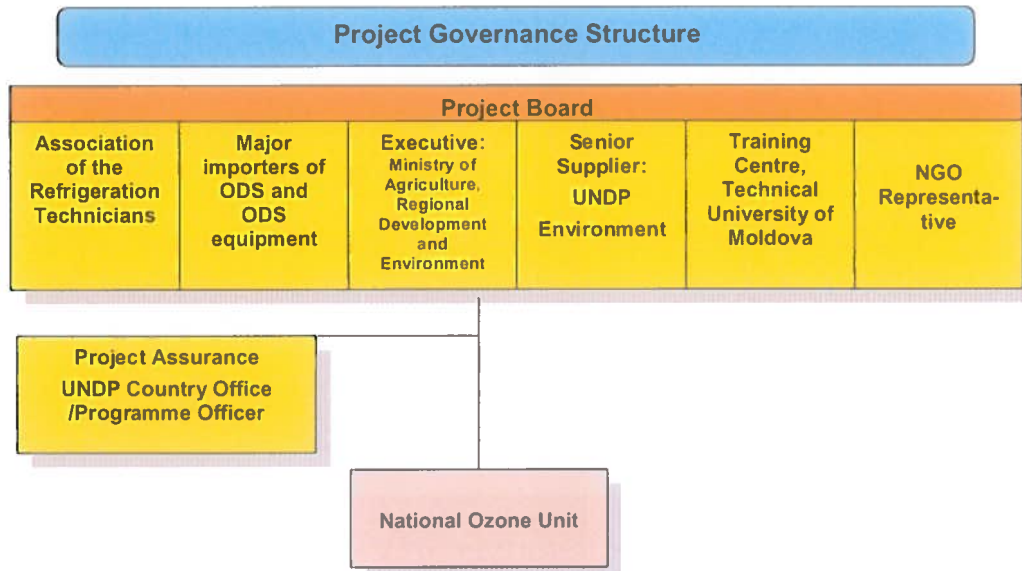 Project Governance Structure
Project Board
Association
of the
Refrigeration
Technicians
Major
importers of
ODS and
ODS
equipment
Executive:
Ministry of
Agriculture,
Regional
Development
and
Environment
Senior
Supplier:
UNDP
Environment
Training
Centre,
Technical
University of
Moldova
NGO
Representa-
tive
Project Assurance
UNDP Country Office
/Programme Officer
National Ozone Unit